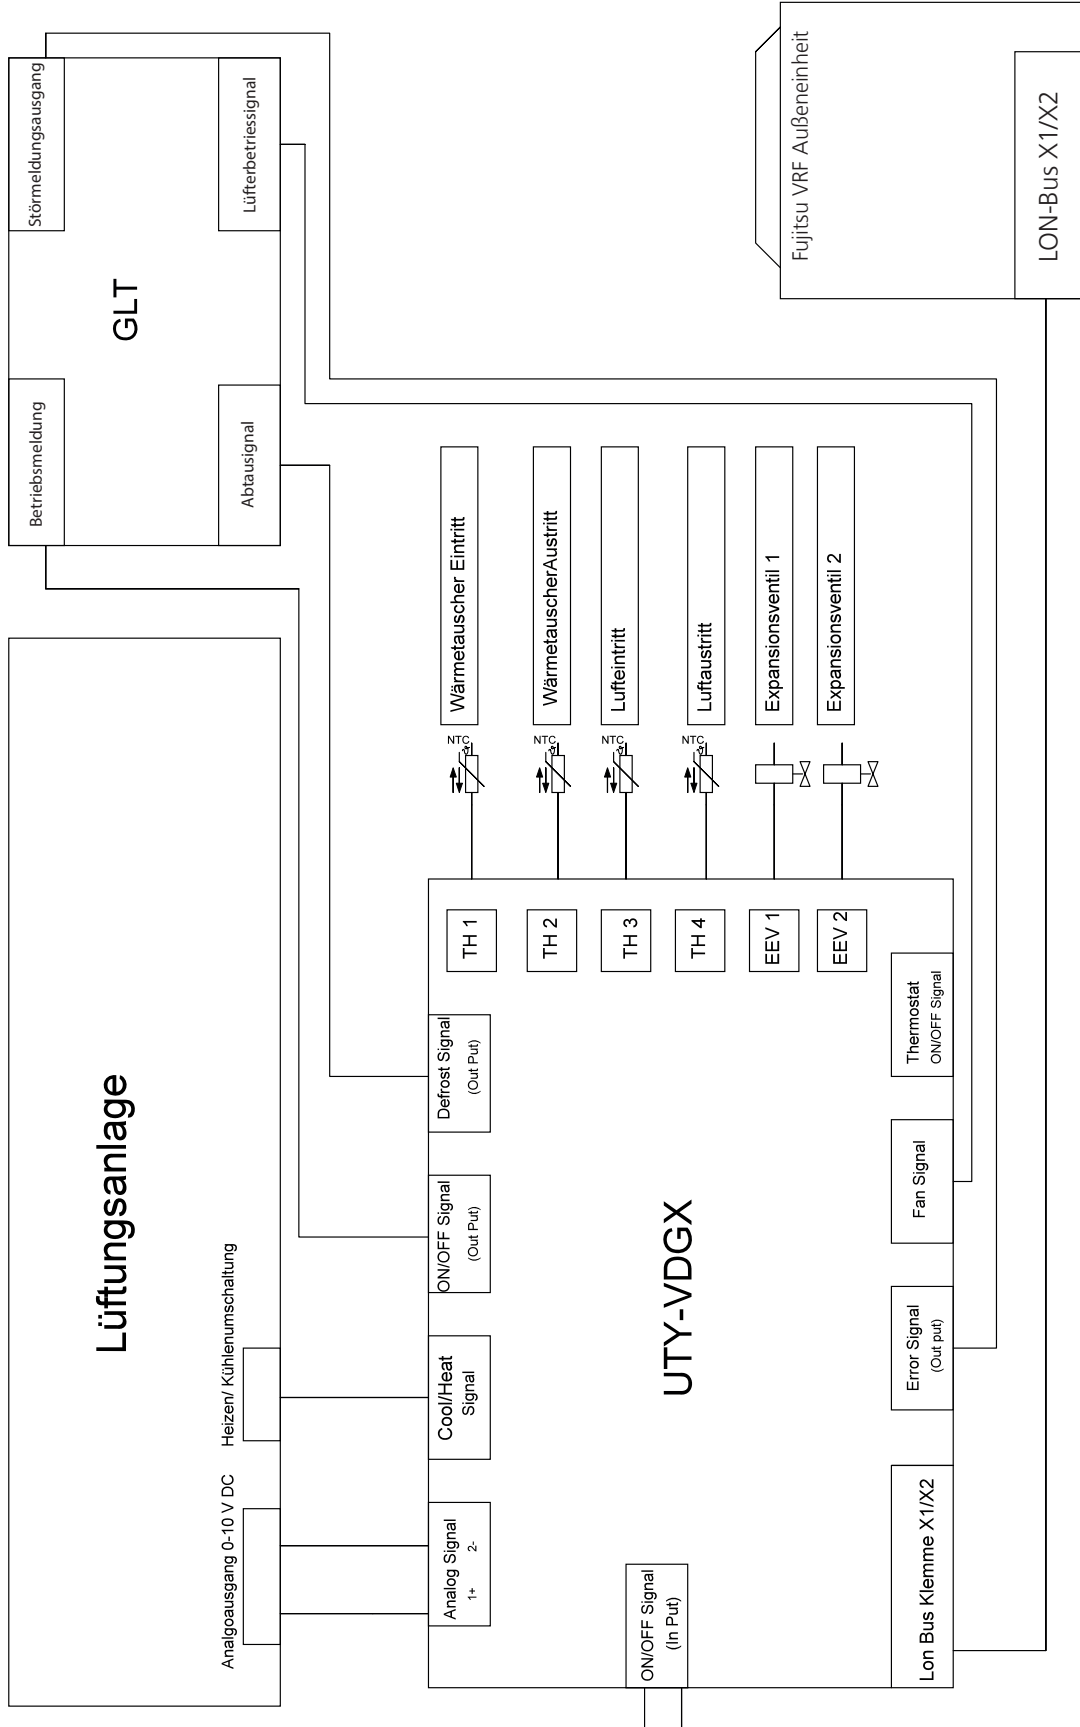 Lüftungsanlage
Analgoausgang 0-10 V DC
Heizen/ Kühlenumschaltung
GLT
Betriebsmeldung
Störmeldungsausgang
Abtausignal
Lüfterbetriessignal
UTY-VDGX
Analog Signal
1+ 2-
Cool/Heat
Signal
ON/OFF Signal
(Out Put)
Defrost Signal
(Out Put)
ON/OFF Signal
(In Put)
Lon Bus Klemme X1/X2
Error Signal
(Out put)
Fan Signal
Thermostat
ON/OFF Signal
TH 1
TH 2
TH 3
TH 4
EEV 1
EEV 2
NTC
NTC
NTC
NTC
Wärmetauscher Eintritt
WärmetauscherAustritt
Lufteintritt
Luftaustritt
Expansionsventil 1
Expansionsventil 2
Fujitsu VRF Außeneinheit
LON-Bus X1/X2